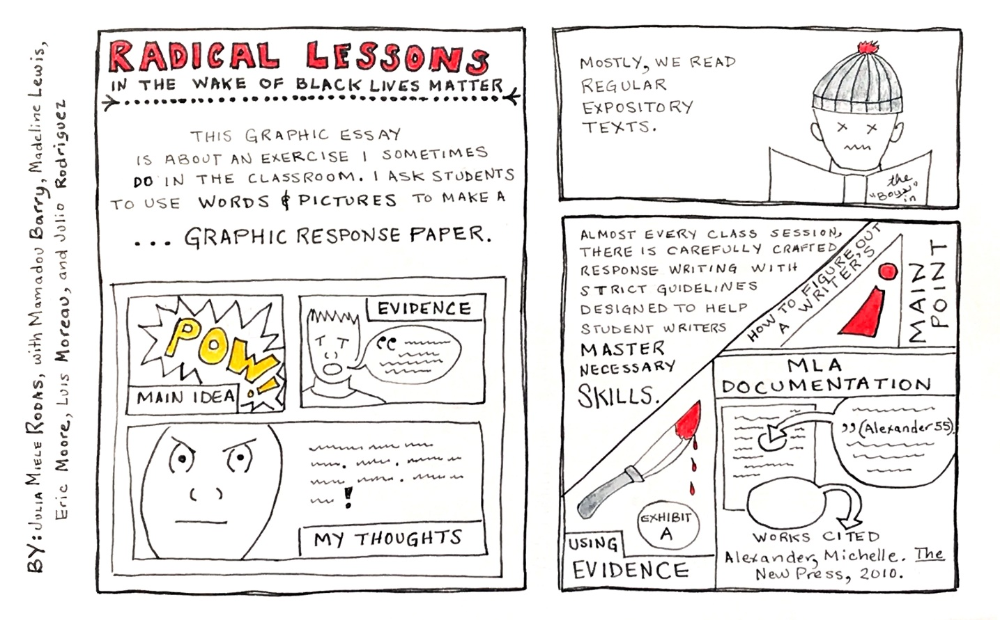 BY: JULIA MIELE RODAS, with Mamadou Barry, Madeline Lewis,
Eric Moore, Luis Moreau, and Julio Rodriguez
RADICAL LESSONS
IN THE WAKE OF BLACK LIVES MATTER
THIS GRAPHIC ESSAY
IS ABOUT AN EXERCISE I SOMETIMES
DO IN THE CLASSROOM. I ASK STUDENTS
TO USE WORDS & PICTURES TO MAKE A
... GRAPHIC RESPONSE PAPER.
POW!
MAIN IDEA
EVIDENCE
“
!
MY THOUGHTS
MOSTLY, WE READ
REGULAR
EXPOSITORY
TEXTS.
the
"Boyz"
in
ALMOST EVERY CLASS SESSION,
THERE IS CAREFULLY CRAFTED
RESPONSE WRITING WITH
STRICT GUIDELINES
DESIGNED TO HELP
STUDENT WRITERS
MASTER
NECESSARY
SKILLS.
HOW TO FIGURE OUT
A WRITER'S
MAIN
POINT
EXHIBIT
A
USING
EVIDENCE
MLA
DOCUMENTATION
” (Alexander 55).
WORKS CITED
Alexander, Michelle. The
New Press, 2010.